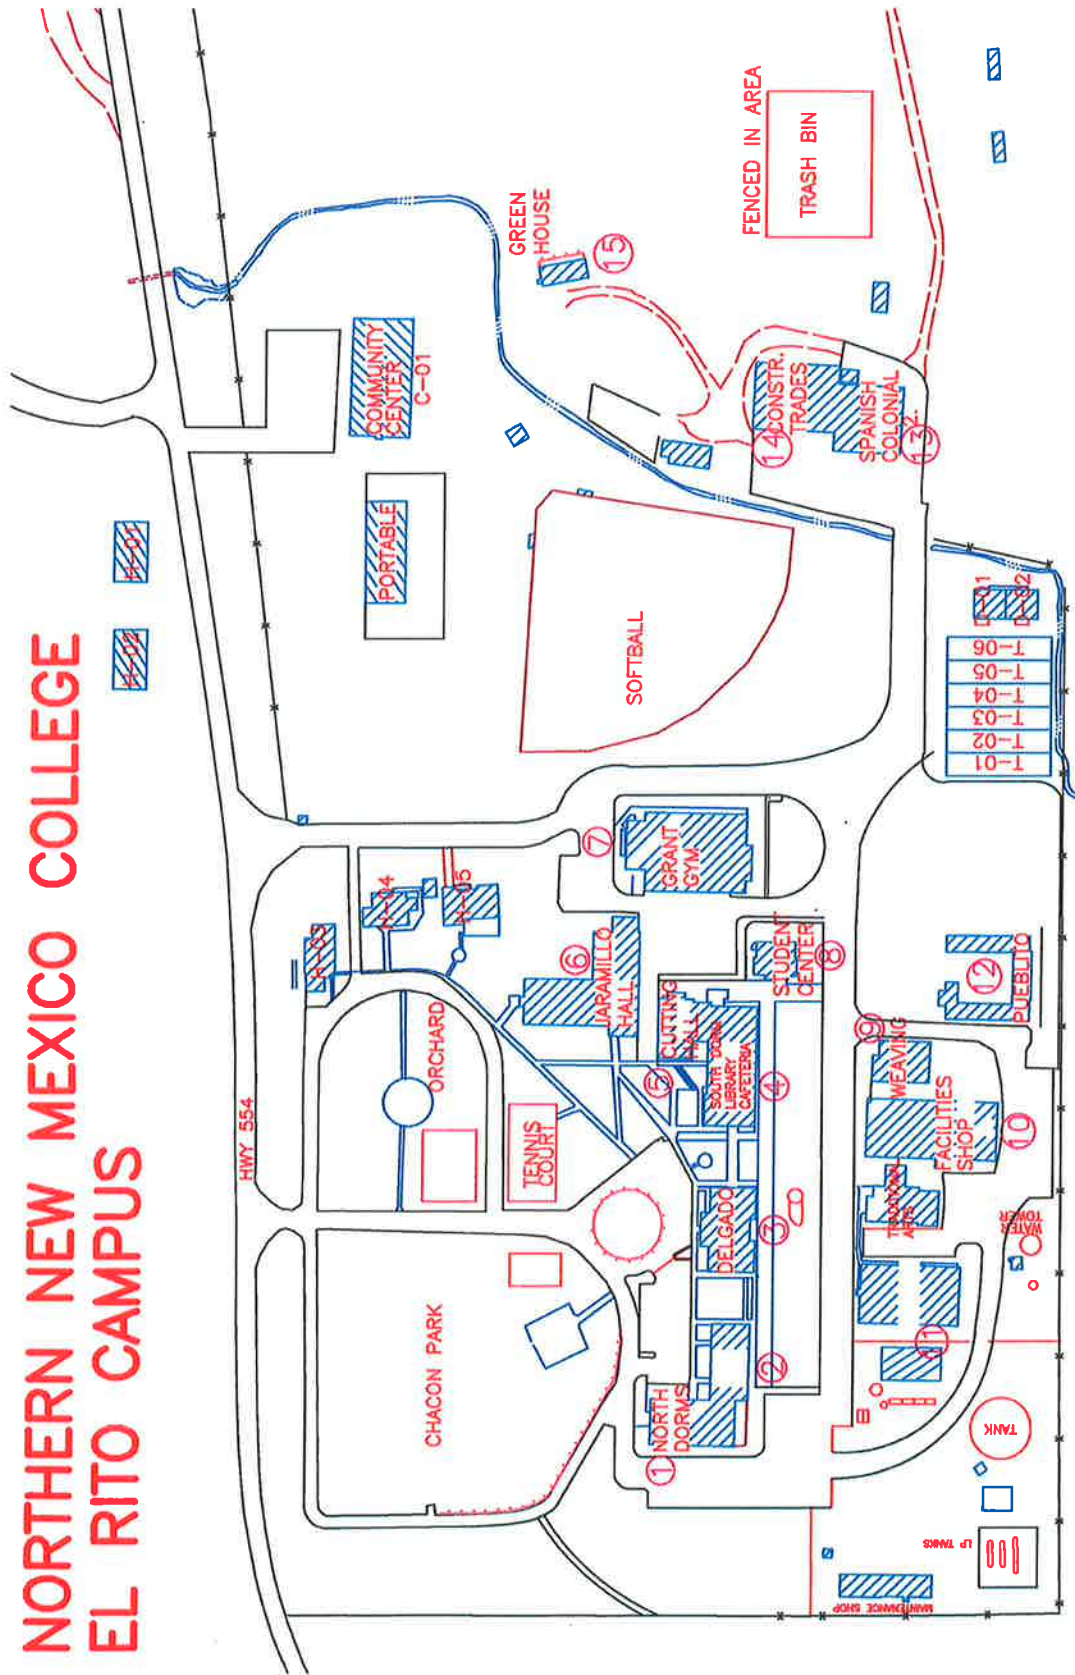 NORTHERN NEW MEXICO COLLEGE
EL RITO CAMPUS
HWY 554
H-02
H-01
H-03
H-04
H-05
PORTABLE
COMMUNITY
CENTER
C-01
GREEN
HOUSE
15
FENCED IN AREA
TRASH BIN
CHACON PARK
ORCHARD
TENNIS
COURT
SOFTBALL
6
JARAMILLO
HALL
7
GRANT
GYM
1
NORTH
DORMS
2
DELGADO
3
5
CUTTING
HALL
SOUTH DORM
LIBRARY
CAFETERIA
4
STUDENT
CENTER
8
14
CONSTR.
TRADES
SPANISH
COLONIAL
13
9
WEAVING
FACILITIES
SHOP
10
ARTS
11
12
PUEBLITO
T-01
T-02
T-03
T-04
T-05
T-06
D-01
D-02
WATER
TOWER
TANK
LP TANKS
MAINTENANCE SHOP